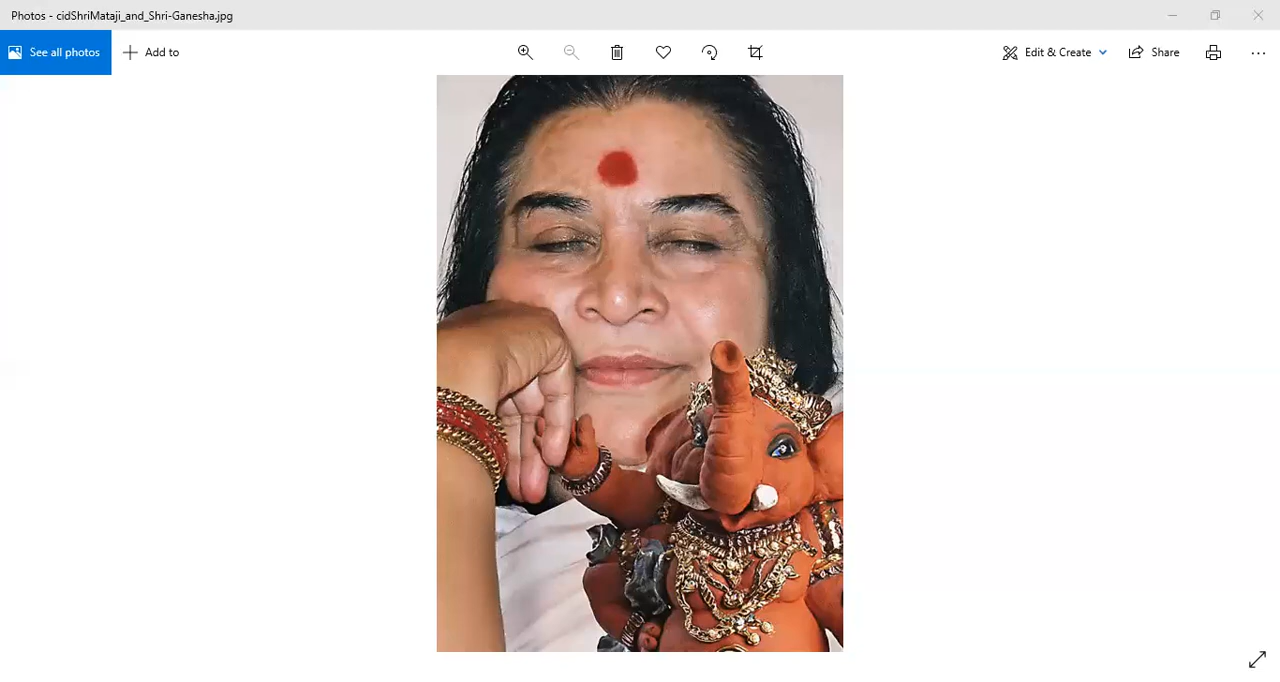 Photos - cidShriMataji_and_Shri-Ganesha.jpg
See all photos
Add to
Edit & Create
Share